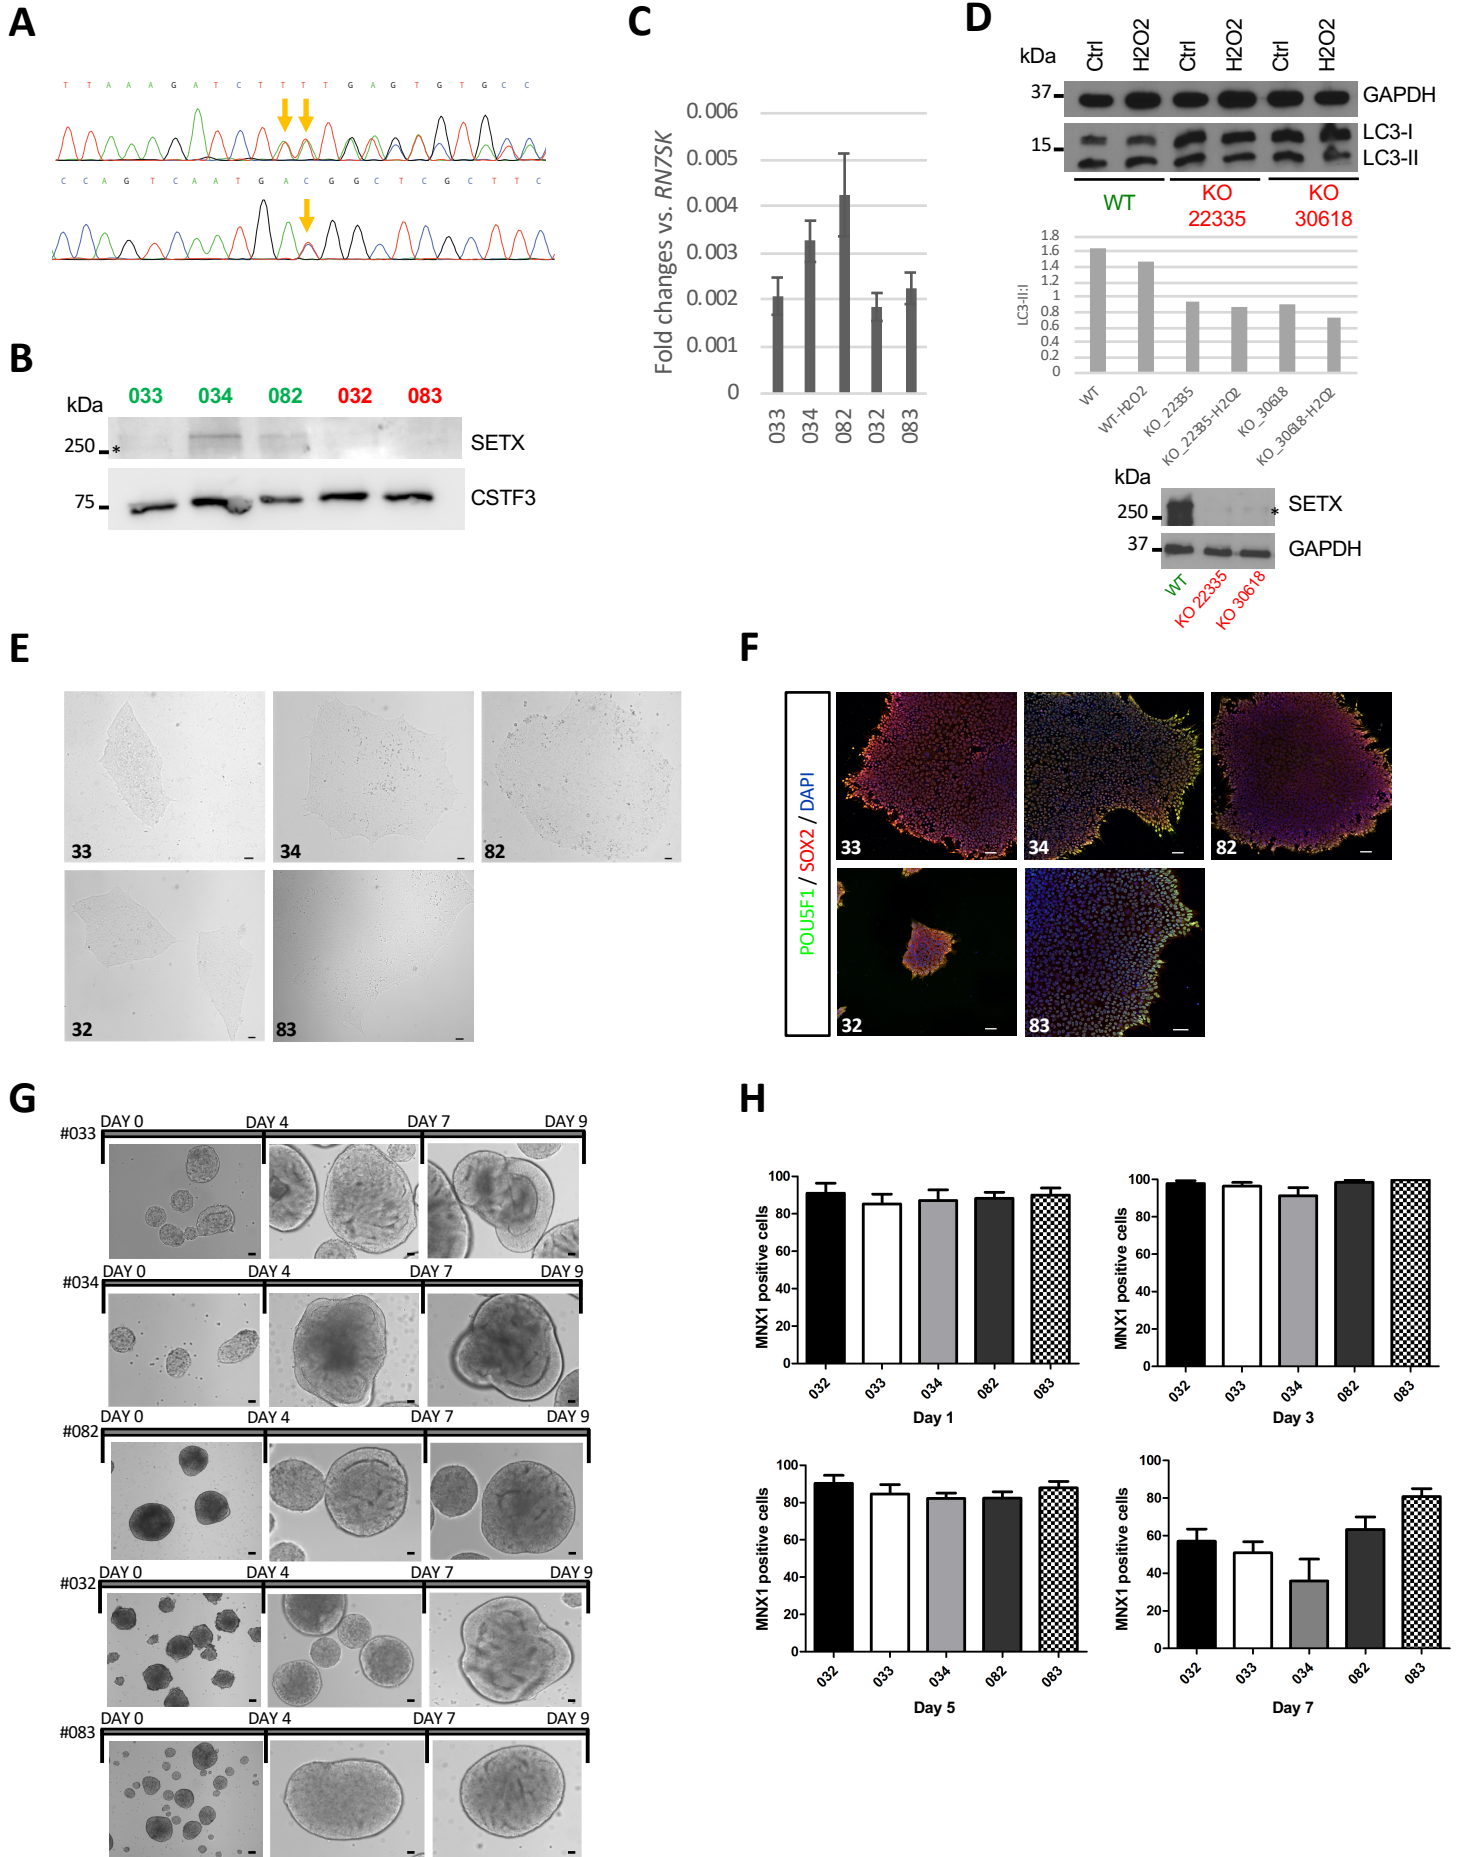 A
T T A A A G A T C T T T T G A G T G T G C C
C C A G T C A A T G A C G G C T C G C T T C
B
033 034 082 032 083
kDa
250 * SETX
75 CSTF3
C
Fold changes vs. RN7SK
0.006
0.005
0.004
0.003
0.002
0.001
0
033 034 082 032 083
D
kDa Ctrl H2O2 Ctrl H2O2 Ctrl H2O2
37 GAPDH
15 LC3-I
LC3-II
WT KO 22335 KO 30618
LC3-II:I
1.8
1.6
1.4
1.2
1
0.8
0.6
0.4
0.2
0
WT WT-H2O2 KO_22335 KO_22335-H2O2 KO_30618 KO_30618-H2O2
kDa
250 * SETX
37 GAPDH
WT KO 22335 KO 30618
E
33 34 82
32 83
F
POU5F1 / SOX2 / DAPI
33 34 82
32 83
G
DAY 0 DAY 4 DAY 7 DAY 9
#033
DAY 0 DAY 4 DAY 7 DAY 9
#034
DAY 0 DAY 4 DAY 7 DAY 9
#082
DAY 0 DAY 4 DAY 7 DAY 9
#032
DAY 0 DAY 4 DAY 7 DAY 9
#083
H
MNX1 positive cells
100
80
60
40
20
0
032 033 034 082 083
Day 1
MNX1 positive cells
100
80
60
40
20
0
032 033 034 082 083
Day 3
MNX1 positive cells
100
80
60
40
20
0
032 033 034 082 083
Day 5
MNX1 positive cells
100
80
60
40
20
0
032 033 034 082 083
Day 7